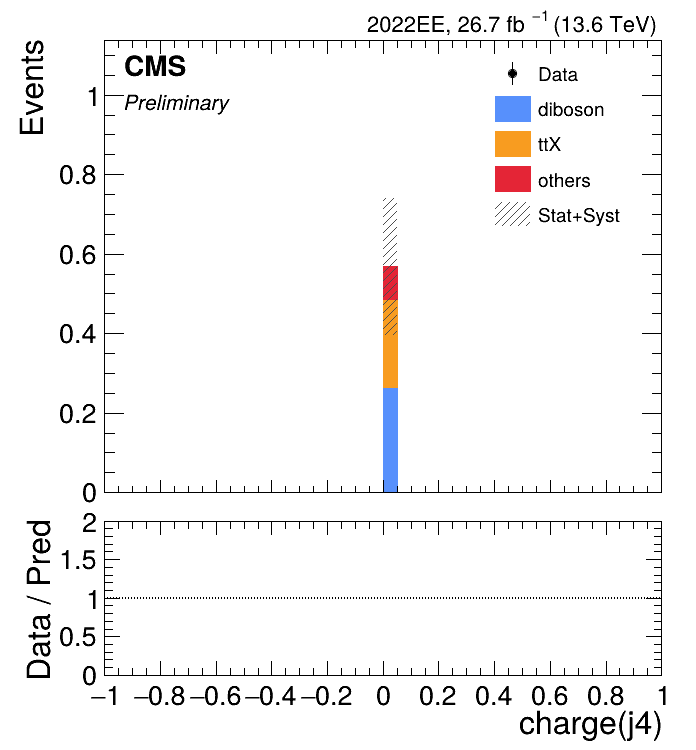 2022EE, 26.7 fb⁻¹ (13.6 TeV)
CMS
Preliminary
Events
Data
diboson
ttX
others
Stat+Syst
1
0.8
0.6
0.4
0.2
0
Data / Pred
2
1.5
1
0.5
0
−1 −0.8 −0.6 −0.4 −0.2 0 0.2 0.4 0.6 0.8 1
charge(j4)